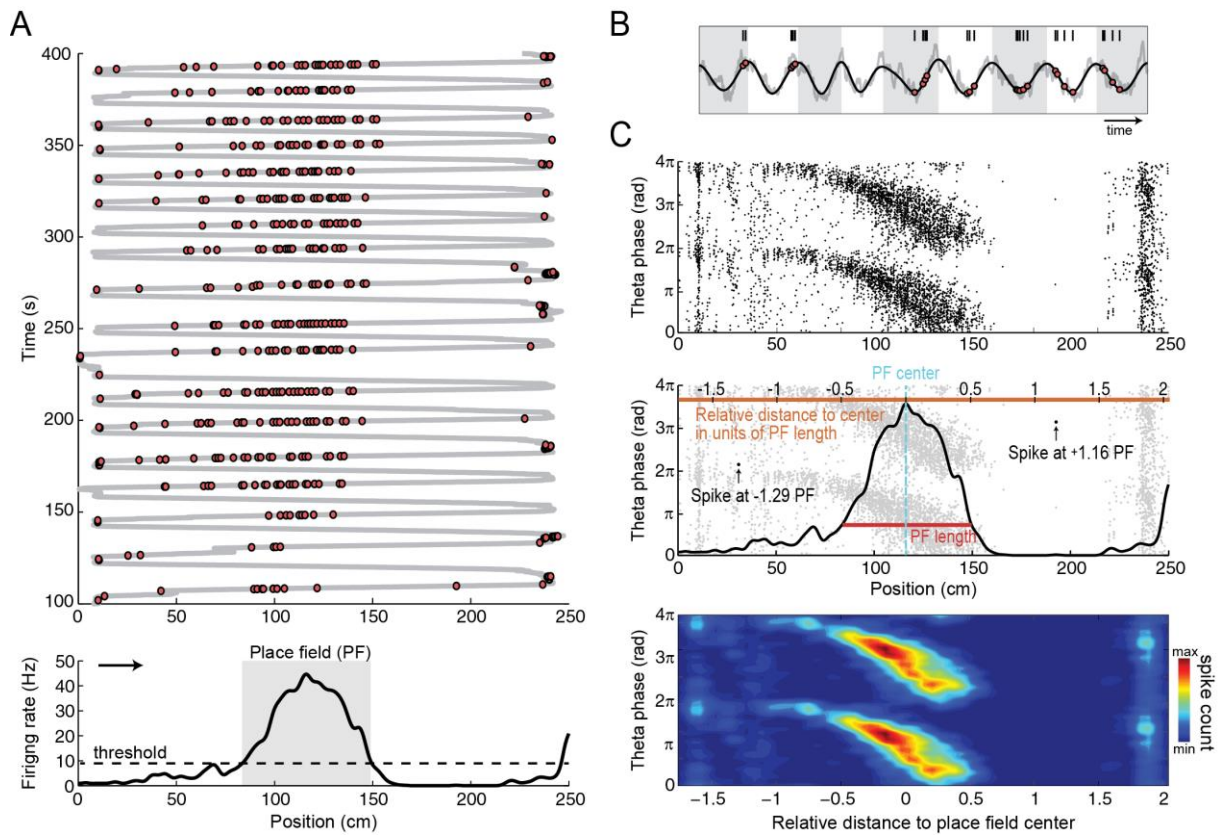 A
400
350
300
250
200
150
100
Time (s)
0 50 100 150 200 250
50
40
30
20
10
0
Firiging rate (Hz)
Place field (PF)
threshold
0 50 100 150 200 250
Position (cm)
B
time
C
4π
3π
2π
π
0
Theta phase (rad)
0 50 100 150 200 250
PF center
4π
3π
2π
π
0
Theta phase (rad)
-1.5 -1 -0.5 0.5 1 1.5 2
Relative distance to center
in units of PF length
Spike at -1.29 PF
Spike at +1.16 PF
PF length
0 50 100 150 200 250
Position (cm)
4π
3π
2π
π
0
Theta phase (rad)
max
min
spike count
−1.5 −1 −0.5 0 0.5 1 1.5 2
Relative distance to place field center